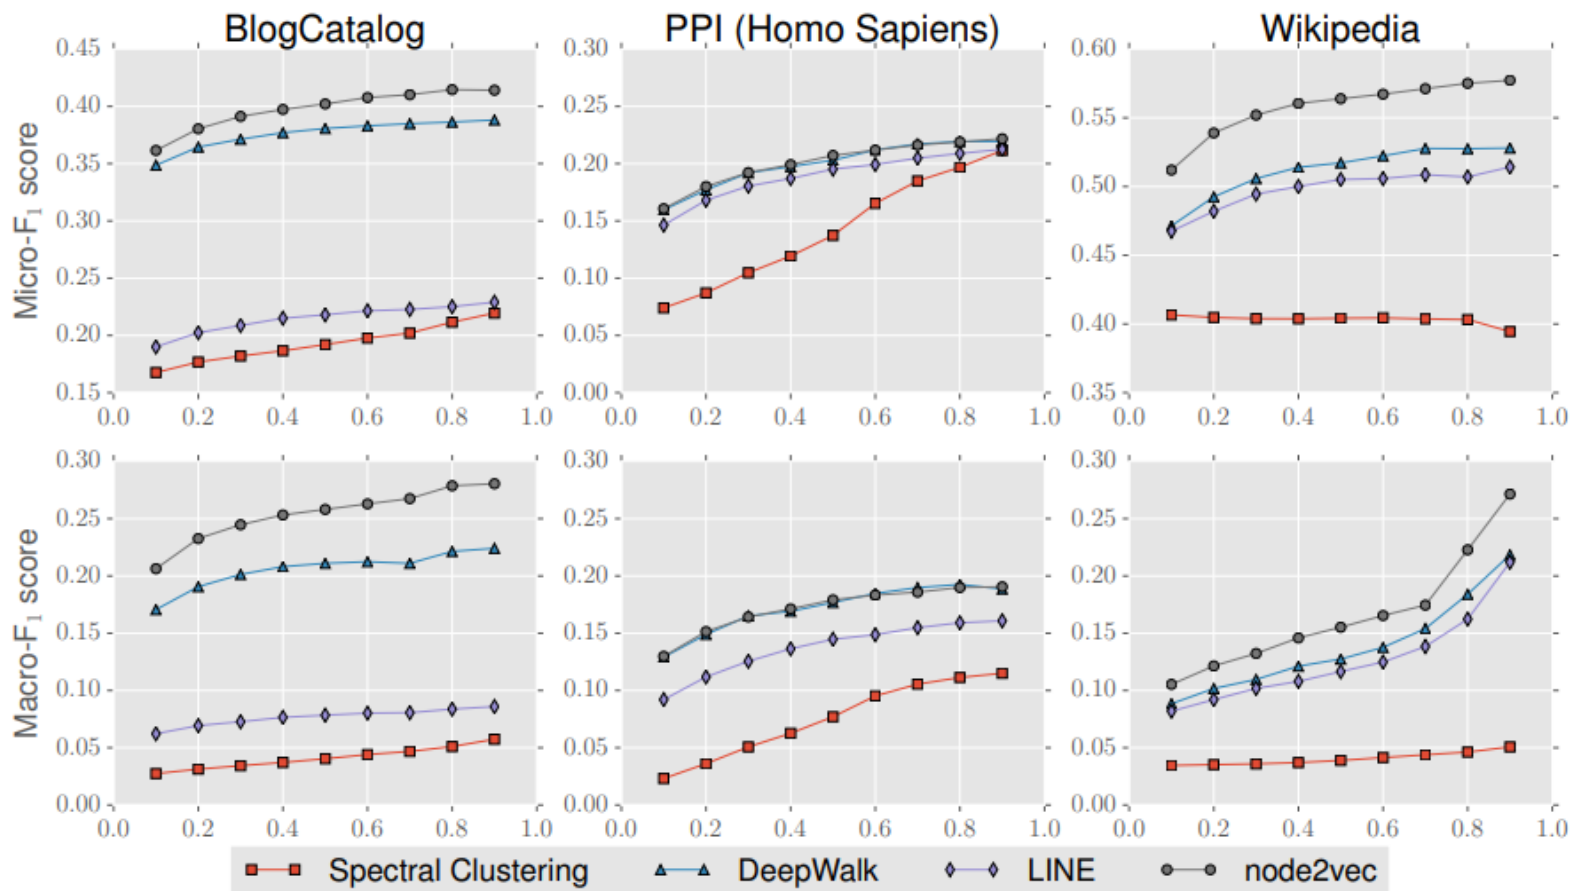 BlogCatalog PPI (Homo Sapiens) Wikipedia
0.45 0.30 0.60
0.40 0.25 0.55
0.35 0.20 0.50
0.30 0.15 0.45
0.25 0.10 0.40
0.20 0.05 0.35
0.15 0.00
Micro-F₁ score
0.0 0.2 0.4 0.6 0.8 1.0 0.0 0.2 0.4 0.6 0.8 1.0 0.0 0.2 0.4 0.6 0.8 1.0
0.30 0.30 0.30
0.25 0.25 0.25
0.20 0.20 0.20
0.15 0.15 0.15
0.10 0.10 0.10
0.05 0.05 0.05
0.00 0.00 0.00
Macro-F₁ score
0.0 0.2 0.4 0.6 0.8 1.0 0.0 0.2 0.4 0.6 0.8 1.0 0.0 0.2 0.4 0.6 0.8 1.0
Spectral Clustering DeepWalk LINE node2vec